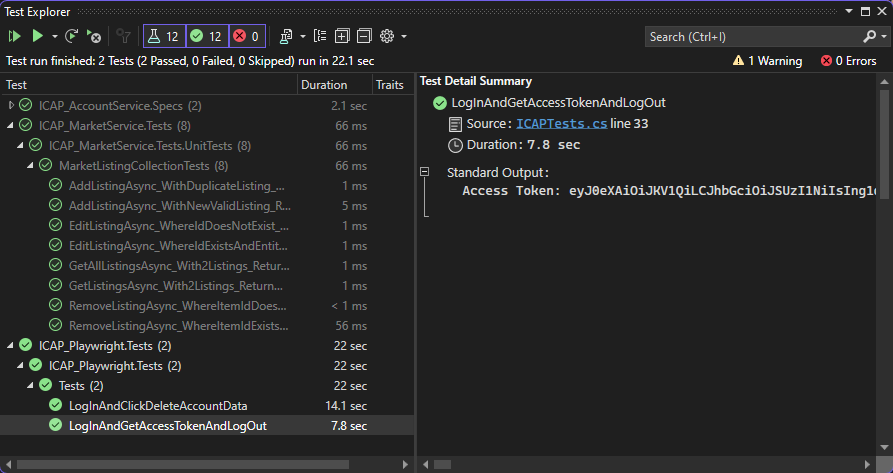 Test Explorer
12 12 0
Search (Ctrl+I)
Test run finished: 2 Tests (2 Passed, 0 Failed, 0 Skipped) run in 22.1 sec
1 Warning
0 Errors
Test Duration Traits
ICAP_AccountService.Specs (2) 2.1 sec
ICAP_MarketService.Tests (8) 66 ms
ICAP_MarketService.Tests.UnitTests (8) 66 ms
MarketListingCollectionTests (8) 66 ms
AddListingAsync_WithDuplicateListing_... 1 ms
AddListingAsync_WithNewValidListing_R... 5 ms
EditListingAsync_WhereIdDoesNotExist_... 1 ms
EditListingAsync_WhereIdExistsAndEntit... 1 ms
GetAllListingsAsync_With2Listings_Retur... 1 ms
GetListingsAsync_With2Listings_Return... 1 ms
RemoveListingAsync_WhereItemIdDoes... < 1 ms
RemoveListingAsync_WhereItemIdExists... 56 ms
ICAP_Playwright.Tests (2) 22 sec
ICAP_Playwright.Tests (2) 22 sec
Tests (2) 22 sec
LogInAndClickDeleteAccountData 14.1 sec
LogInAndGetAccessTokenAndLogOut 7.8 sec
Test Detail Summary
LogInAndGetAccessTokenAndLogOut
Source: ICAPTests.cs line 33
Duration: 7.8 sec
Standard Output:
Access Token: eyJ0eXAiOiJKV1QiLCJhbGciOiJSUzI1NiIsIng1